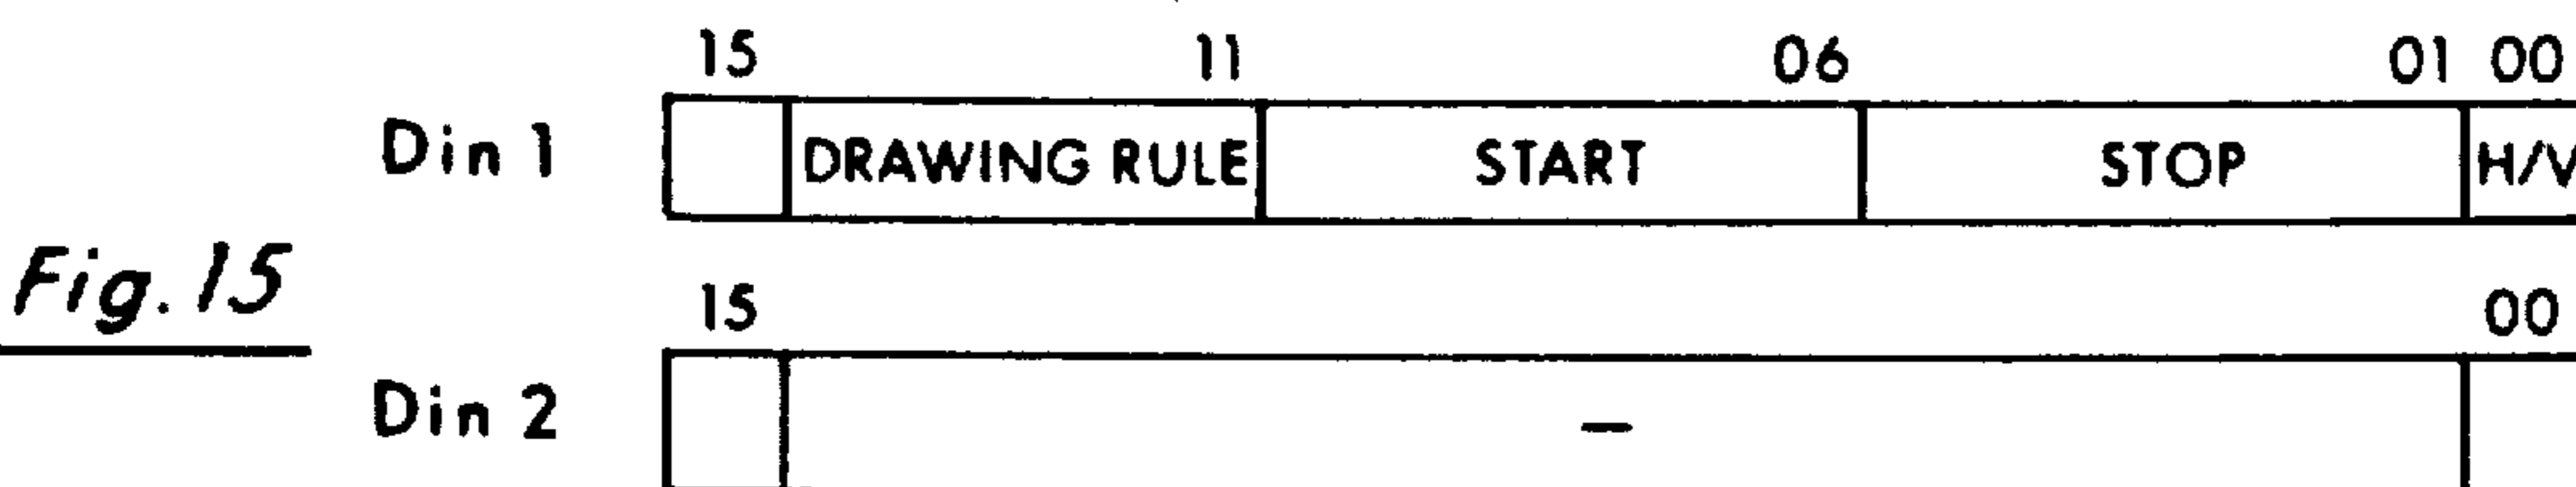 15 11 06 01 00
Din 1 DRAWING RULE START STOP H/V
Fig. 15
15 00
Din 2 –